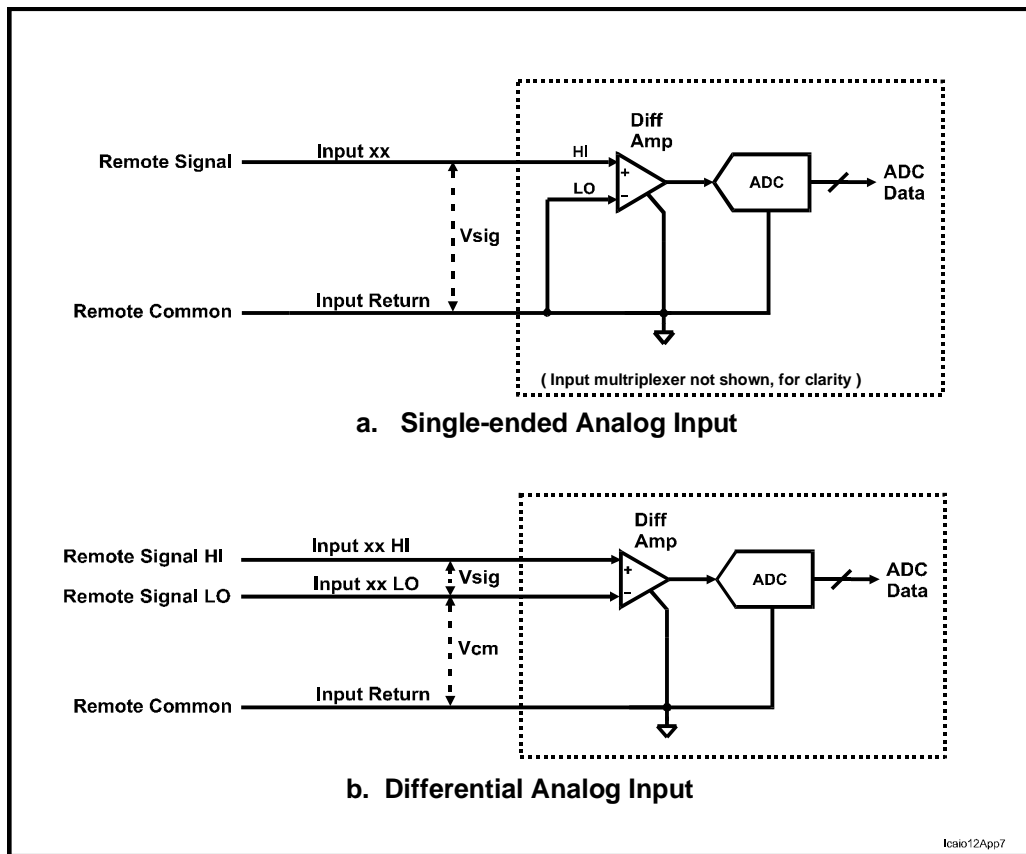 Diff
Amp
Remote Signal
Input xx
HI
+
ADC
ADC
Data
LO
−
Vsig
Remote Common
Input Return
( Input multiplexer not shown, for clarity )
a. Single-ended Analog Input
Diff
Amp
Remote Signal HI
Input xx HI
+
ADC
ADC
Data
Vsig
Remote Signal LO
Input xx LO
−
Vcm
Remote Common
Input Return
b. Differential Analog Input
Icaio12App7